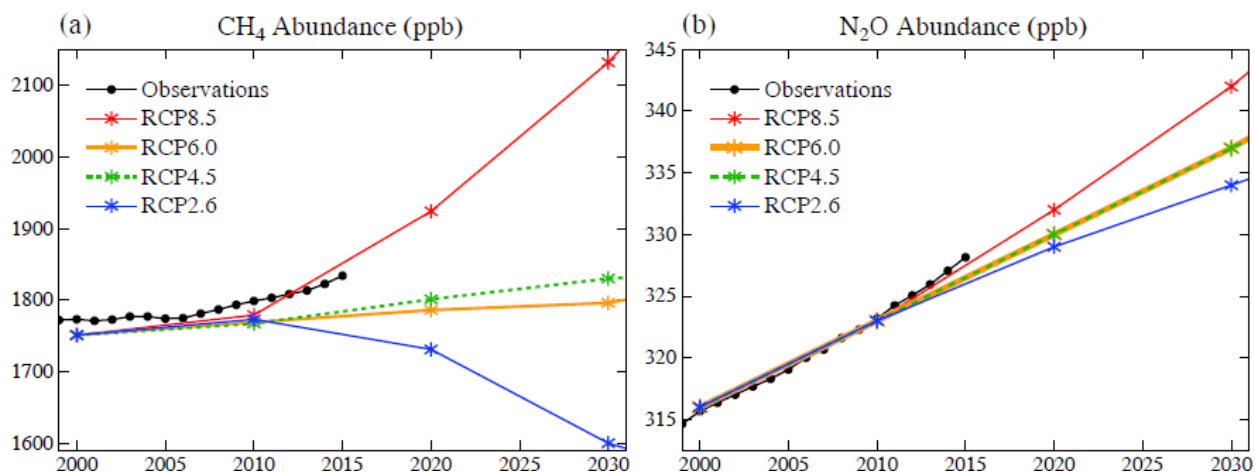 (a) CH₄ Abundance (ppb)
2100
2000
1900
1800
1700
1600
Observations
RCP8.5
RCP6.0
RCP4.5
RCP2.6
2000 2005 2010 2015 2020 2025 2030
(b) N₂O Abundance (ppb)
345
340
335
330
325
320
315
Observations
RCP8.5
RCP6.0
RCP4.5
RCP2.6
2000 2005 2010 2015 2020 2025 2030